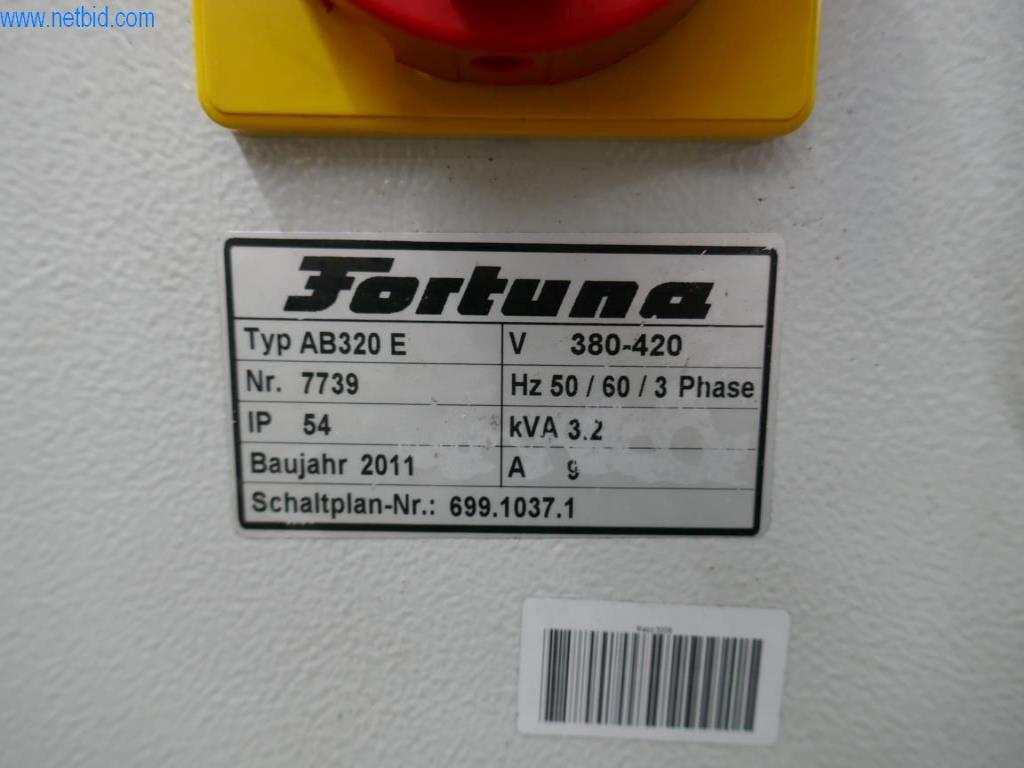 www.netbid.com
Fortuna
Typ AB320 E V 380-420
Nr. 7739 Hz 50 / 60 / 3 Phase
IP 54 kVA 3.2
Baujahr 2011 A 9
Schaltplan-Nr.: 699.1037.1